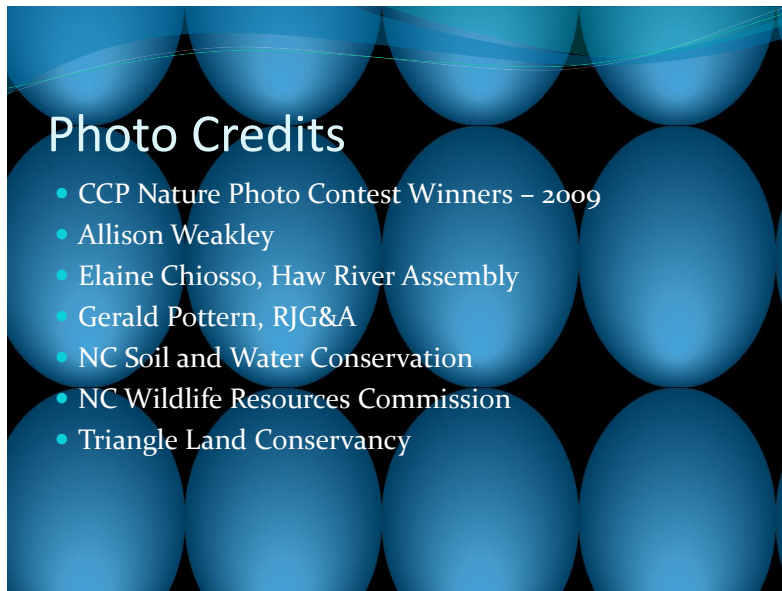 Photo Credits
• CCP Nature Photo Contest Winners – 2009
• Allison Weakley
• Elaine Chiosso, Haw River Assembly
• Gerald Pottern, RJG&A
• NC Soil and Water Conservation
• NC Wildlife Resources Commission
• Triangle Land Conservancy